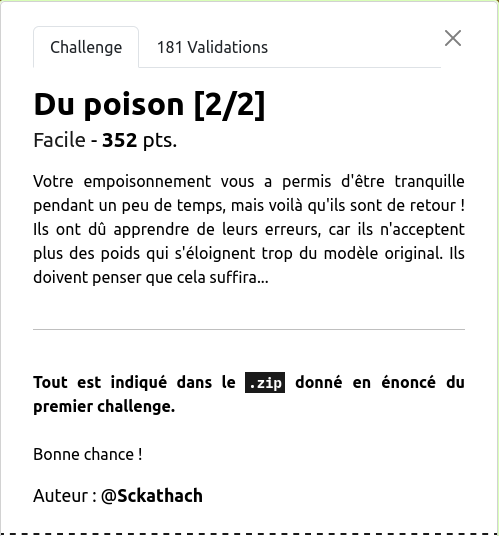 Challenge
181 Validations
Du poison [2/2]
Facile - 352 pts.
Votre empoisonnement vous a permis d'être tranquille
pendant un peu de temps, mais voilà qu'ils sont de retour !
Ils ont dû apprendre de leurs erreurs, car ils n'acceptent
plus des poids qui s'éloignent trop du modèle original. Ils
doivent penser que cela suffira...
Tout est indiqué dans le .zip donné en énoncé du
premier challenge.
Bonne chance !
Auteur : @Sckathach